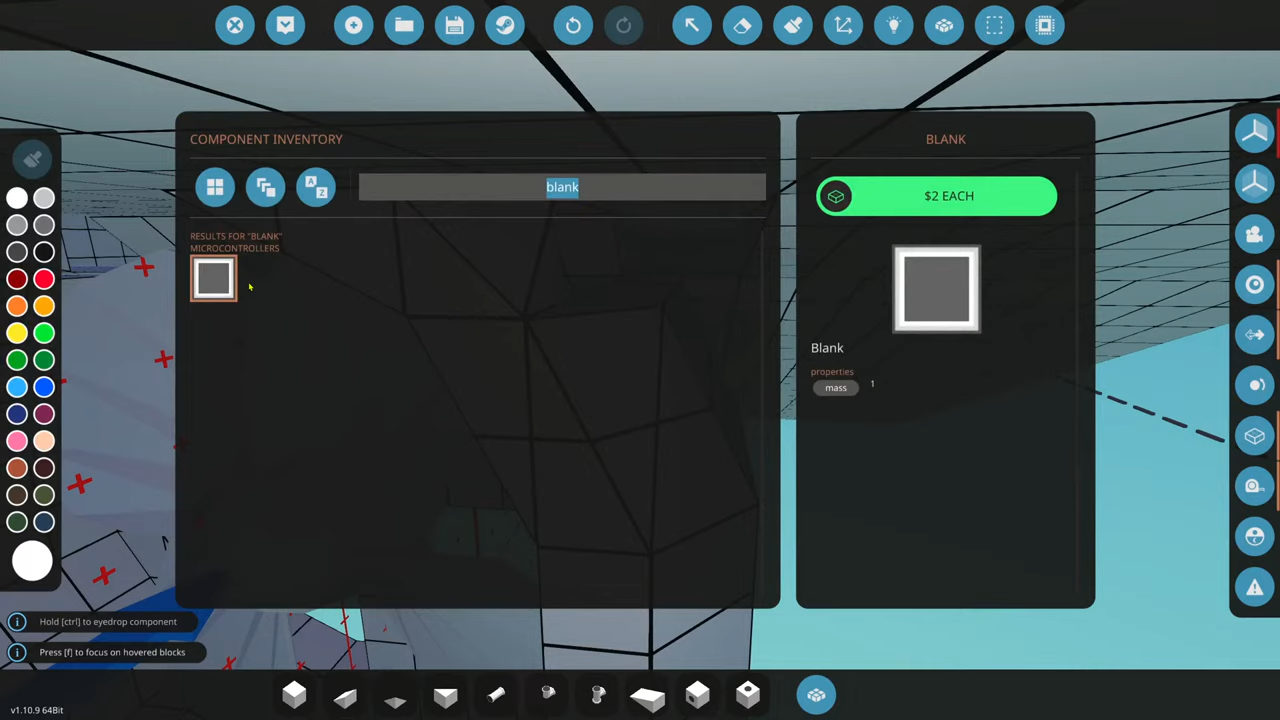 COMPONENT INVENTORY
BLANK
A
Z
blank
$2 EACH
RESULTS FOR "BLANK"
MICROCONTROLLERS
Blank
properties
mass 1
Hold [ctrl] to eyedrop component
Press [f] to focus on hovered blocks
v1.10.9 64Bit